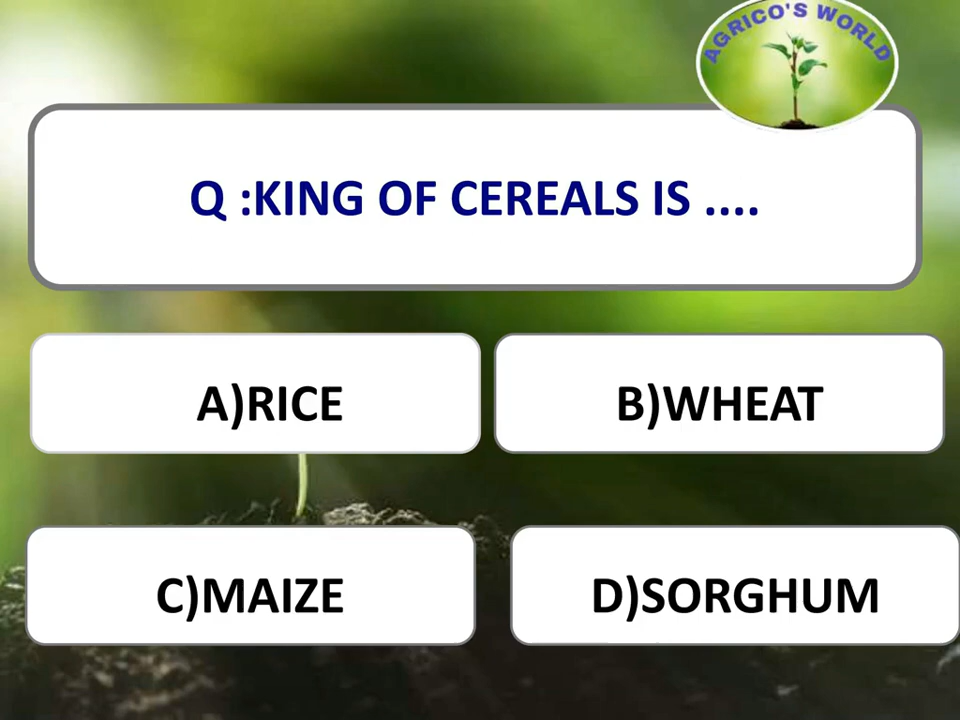 AGRICO'S WORLD
Q :KING OF CEREALS IS ....
A)RICE
B)WHEAT
C)MAIZE
D)SORGHUM